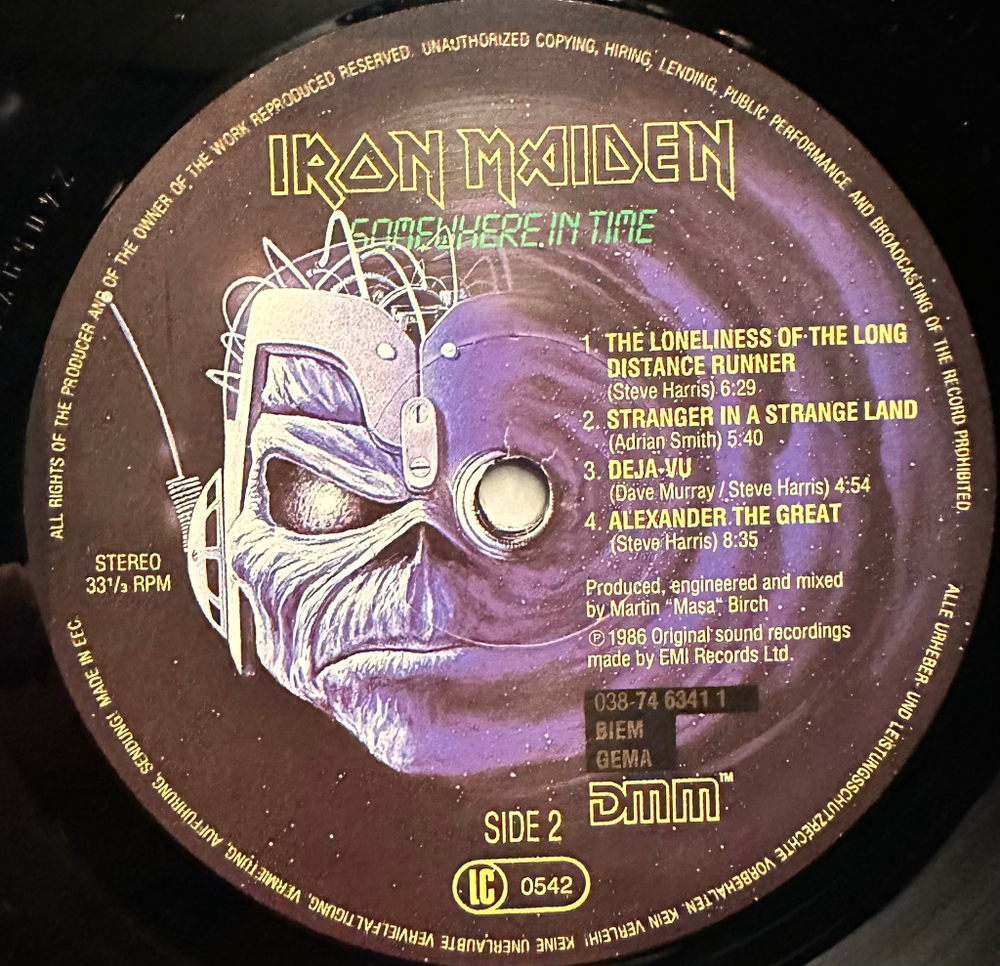 ALL RIGHTS OF THE PRODUCER AND OF THE OWNER OF THE WORK REPRODUCED RESERVED. UNAUTHORIZED COPYING, HIRING, LENDING, PUBLIC PERFORMANCE AND BROADCASTING OF THE RECORD PROHIBITED.
IRON MAIDEN
SOMEWHERE IN TIME
1. THE LONELINESS OF THE LONG
DISTANCE RUNNER
(Steve Harris) 6:29
2. STRANGER IN A STRANGE LAND
(Adrian Smith) 5:40
3. DEJA-VU
(Dave Murray / Steve Harris) 4:54
4. ALEXANDER THE GREAT
(Steve Harris) 8:35
STEREO
33 1/3 RPM
Produced, engineered and mixed
by Martin "Masa" Birch
℗ 1986 Original sound recordings
made by EMI Records Ltd.
038-74 6341 1
BIEM
GEMA
DMM™
SIDE 2
LC 0542
ALLE URHEBER- UND LEISTUNGSSCHUTZRECHTE VORBEHALTEN. KEIN VERLEIH! KEINE UNERLAUBTE VERVIELFÄLTIGUNG, VERMIETUNG, AUFFÜHRUNG, SENDUNG! MADE IN EEC.